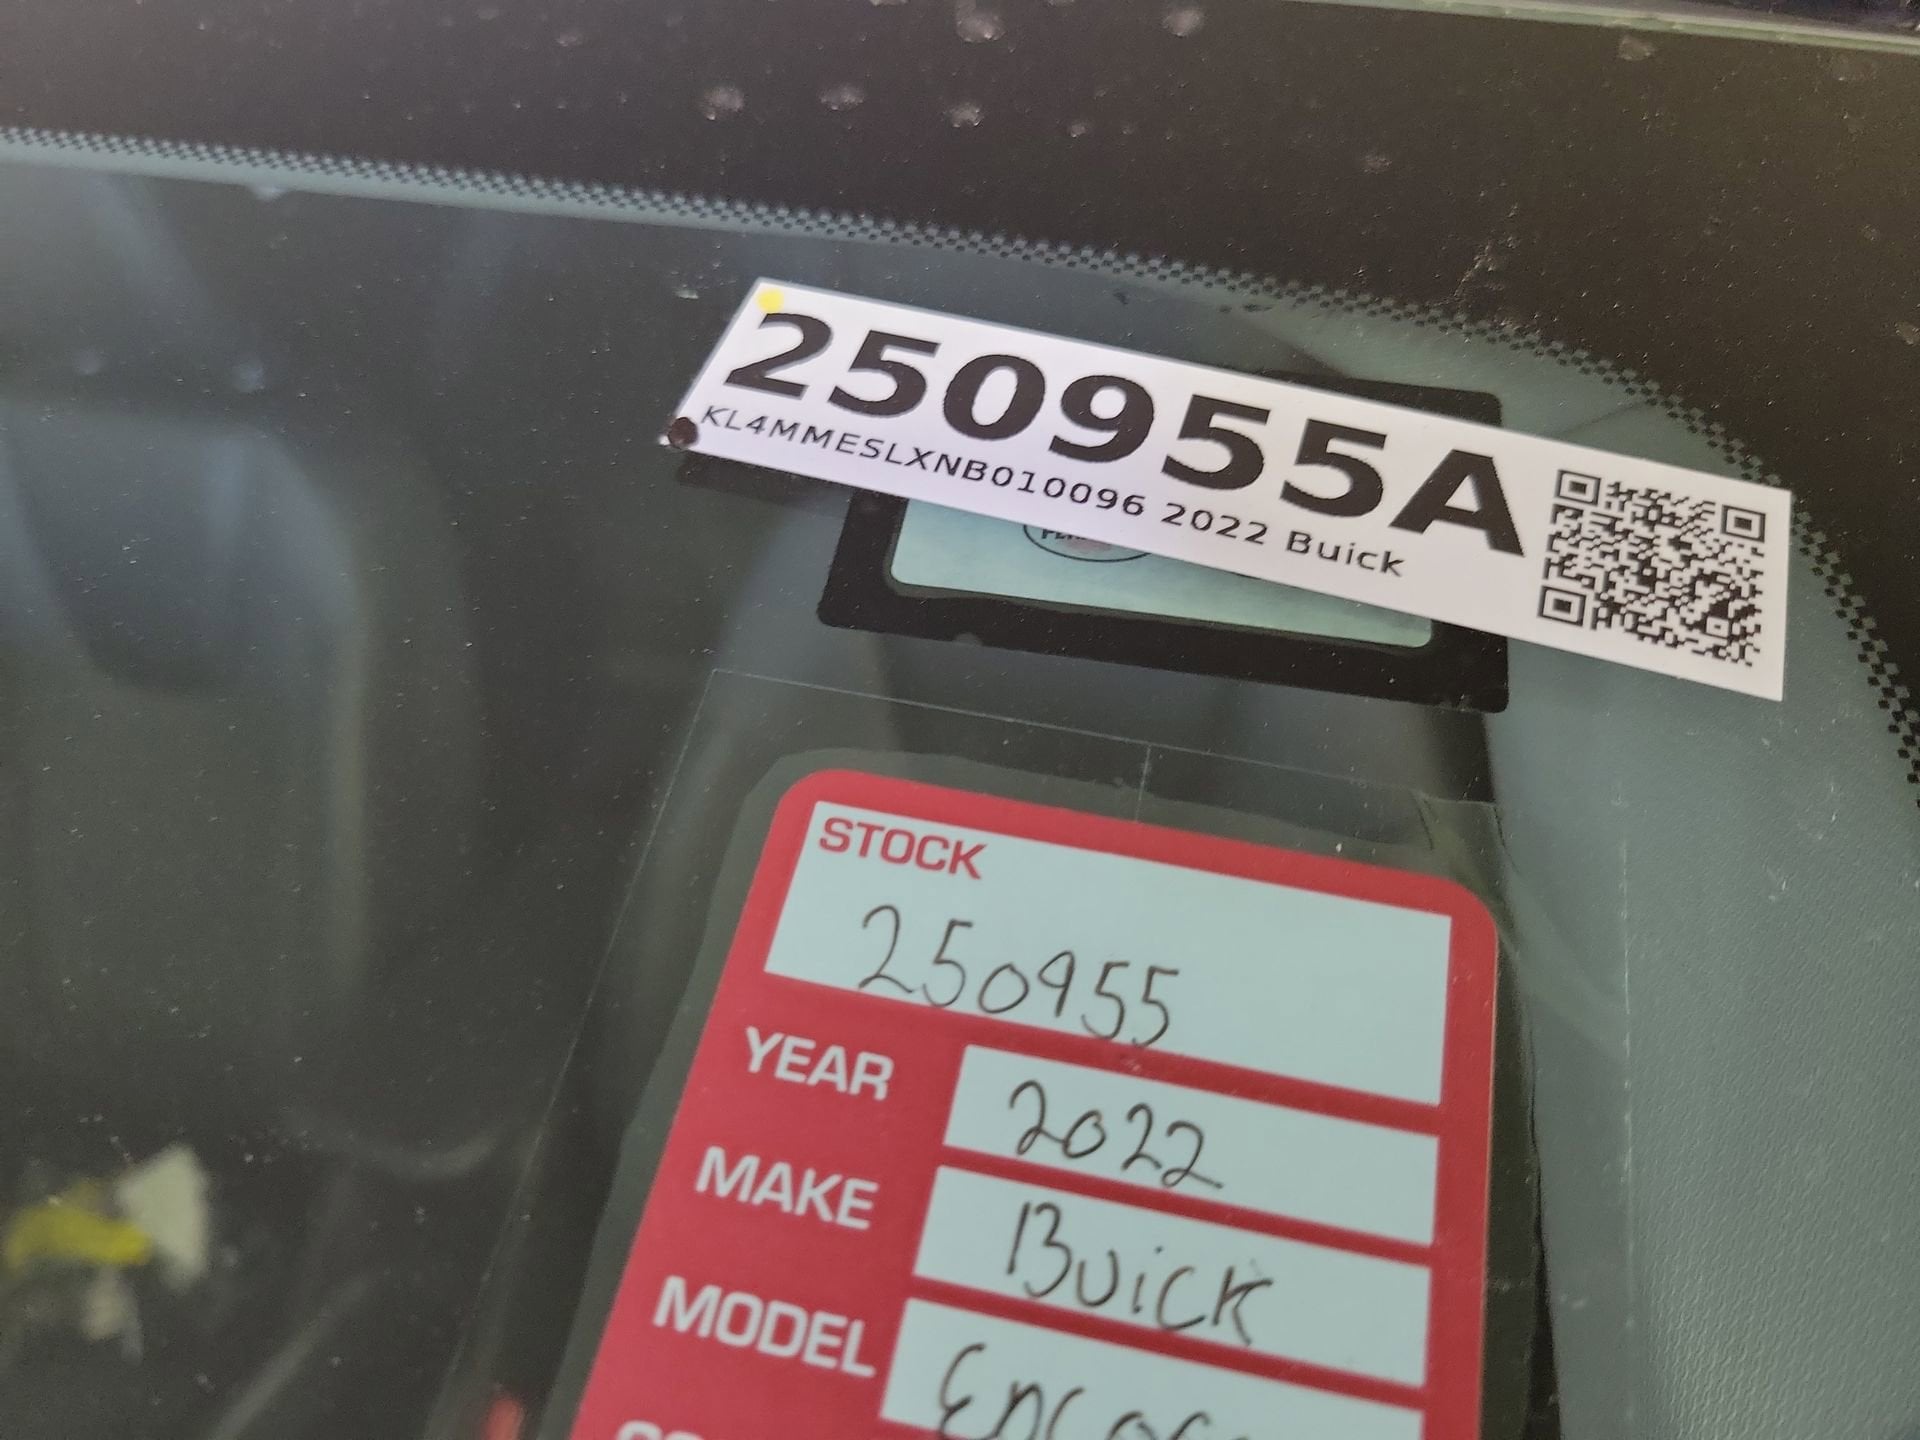 250955A
KL4MMESLXNB010096 2022 Buick
STOCK
250955
YEAR 2022
MAKE Buick
MODEL